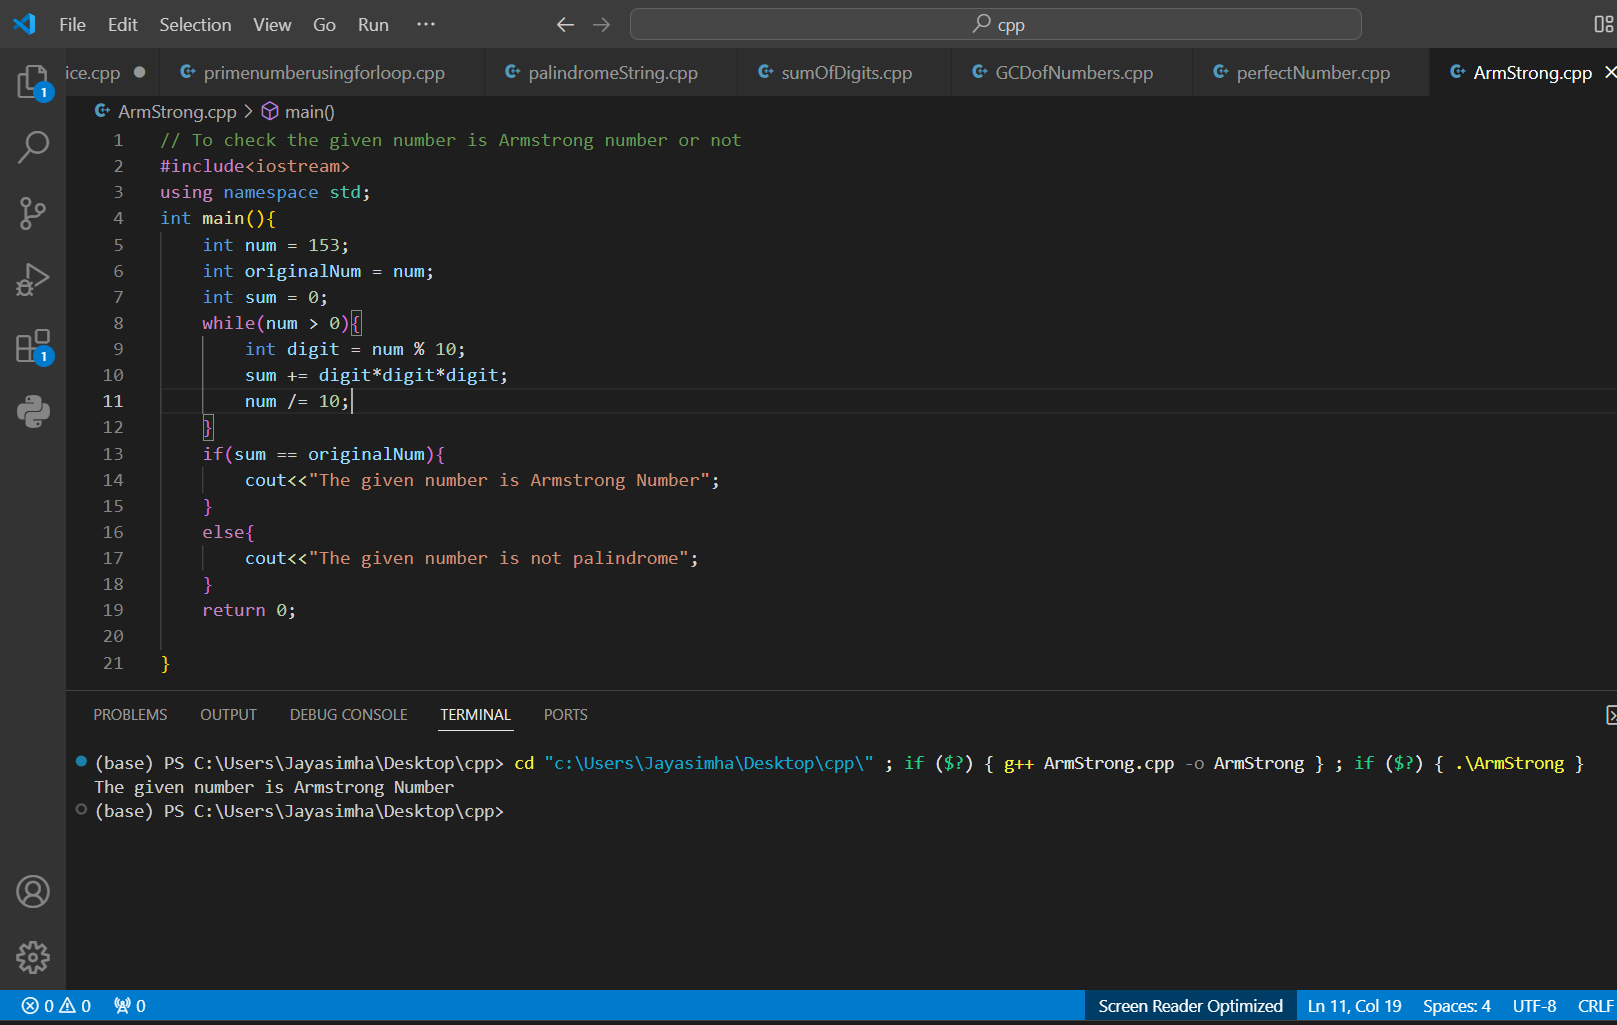 File Edit Selection View Go Run ··· cpp
ice.cpp primenumberusingforloop.cpp palindromeString.cpp sumOfDigits.cpp GCDofNumbers.cpp perfectNumber.cpp ArmStrong.cpp
ArmStrong.cpp > main()
1 // To check the given number is Armstrong number or not
2 #include<iostream>
3 using namespace std;
4 int main(){
5 int num = 153;
6 int originalNum = num;
7 int sum = 0;
8 while(num > 0){
9 int digit = num % 10;
10 sum += digit*digit*digit;
11 num /= 10;
12 }
13 if(sum == originalNum){
14 cout<<"The given number is Armstrong Number";
15 }
16 else{
17 cout<<"The given number is not palindrome";
18 }
19 return 0;
20
21 }
PROBLEMS OUTPUT DEBUG CONSOLE TERMINAL PORTS
(base) PS C:\Users\Jayasimha\Desktop\cpp> cd "c:\Users\Jayasimha\Desktop\cpp\" ; if ($?) { g++ ArmStrong.cpp -o ArmStrong } ; if ($?) { .\ArmStrong }
The given number is Armstrong Number
(base) PS C:\Users\Jayasimha\Desktop\cpp>
1
1
0 0 0 Screen Reader Optimized Ln 11, Col 19 Spaces: 4 UTF-8 CRLF